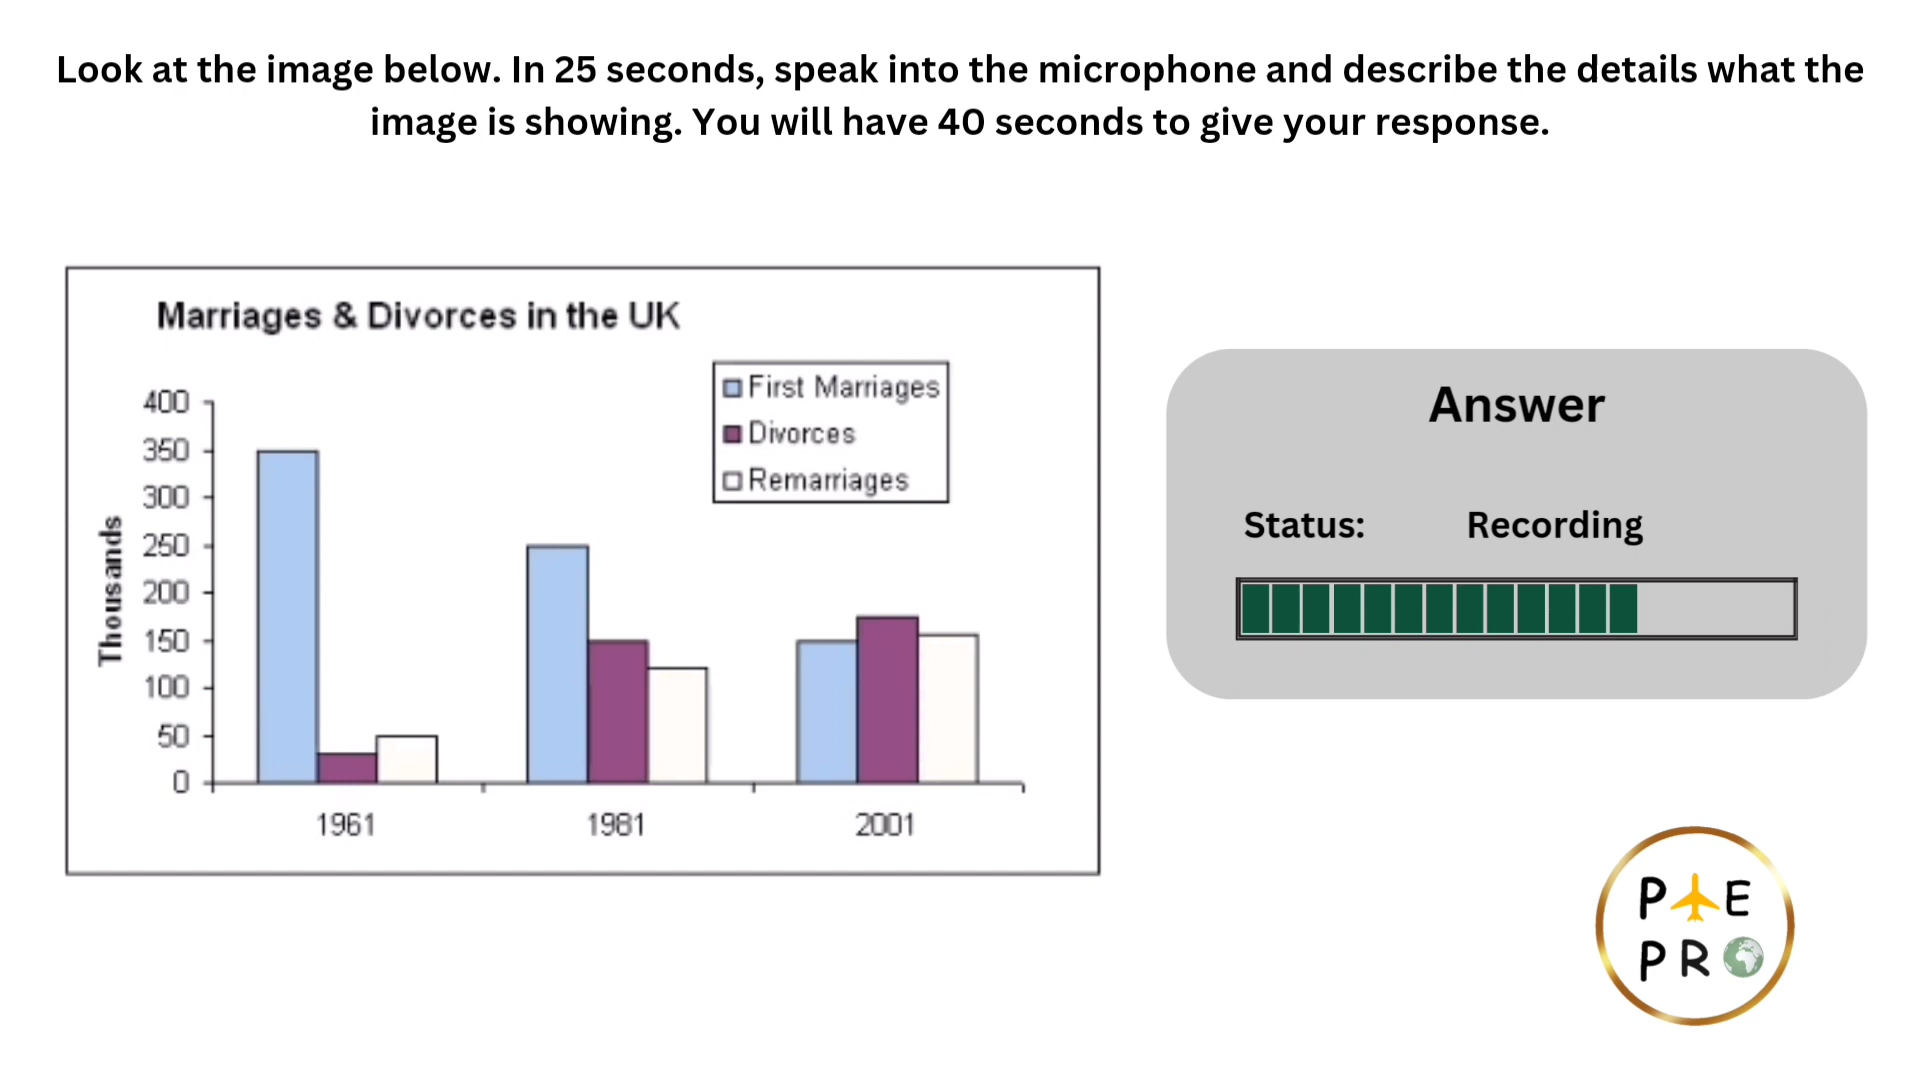 Look at the image below. In 25 seconds, speak into the microphone and describe the details what the
image is showing. You will have 40 seconds to give your response.
Marriages & Divorces in the UK
First Marriages
Divorces
Remarriages
Thousands
400
350
300
250
200
150
100
50
0
1961 1981 2001
Answer
Status: Recording
P E
P R